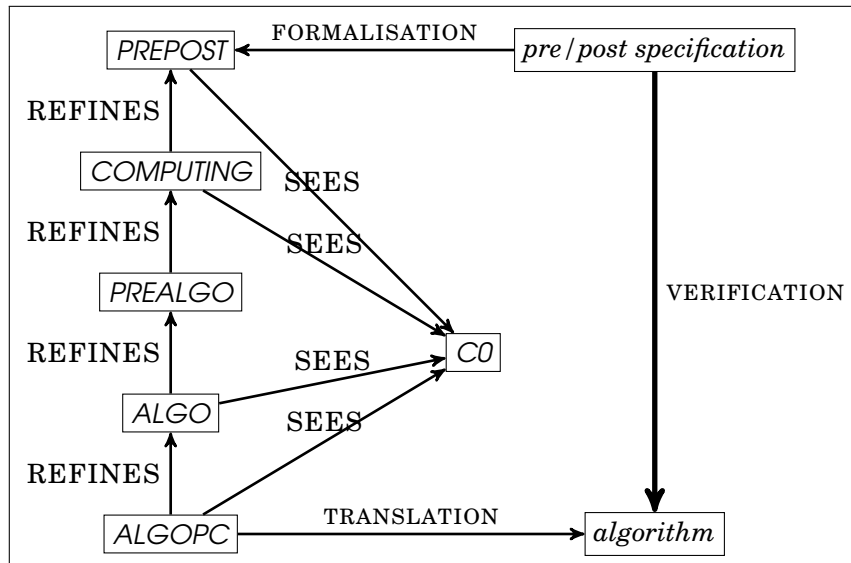 FORMALISATION
PREPOST
pre/post specification
REFINES
COMPUTING
SEES
REFINES
SEES
PREALGO
VERIFICATION
REFINES
SEES
C0
ALGO
SEES
REFINES
TRANSLATION
ALGOPC
algorithm